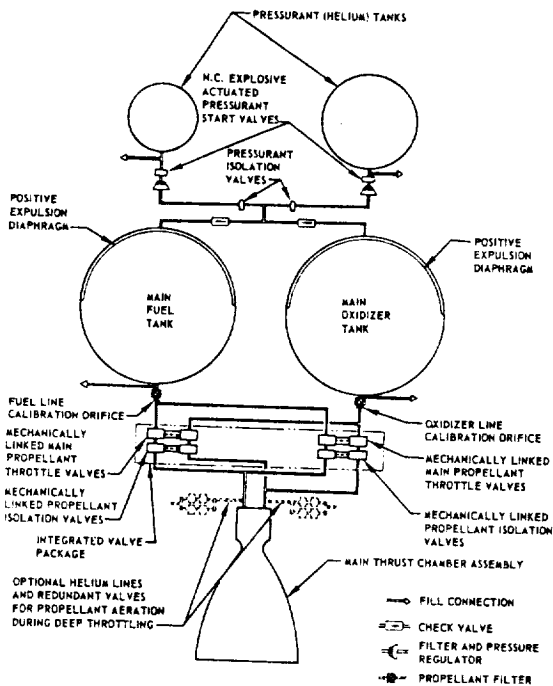 PRESSURANT (HELIUM) TANKS
N.C. EXPLOSIVE
ACTUATED
PRESSURANT
START VALVES
PRESSURANT
ISOLATION
VALVES
POSITIVE
EXPULSION
DIAPHRAGM
POSITIVE
EXPULSION
DIAPHRAGM
MAIN
FUEL
TANK
MAIN
OXIDIZER
TANK
FUEL LINE
CALIBRATION ORIFICE
OXIDIZER LINE
CALIBRATION ORIFICE
MECHANICALLY
LINKED MAIN
PROPELLANT
THROTTLE VALVES
MECHANICALLY LINKED
MAIN PROPELLANT
THROTTLE VALVES
MECHANICALLY
LINKED PROPELLANT
ISOLATION VALVES
MECHANICALLY LINKED
PROPELLANT ISOLATION
VALVES
INTEGRATED VALVE
PACKAGE
MAIN THRUST CHAMBER ASSEMBLY
OPTIONAL HELIUM LINES
AND REDUNDANT VALVES
FOR PROPELLANT AERATION
DURING DEEP THROTTLING
FILL CONNECTION
CHECK VALVE
FILTER AND PRESSURE
REGULATOR
PROPELLANT FILTER